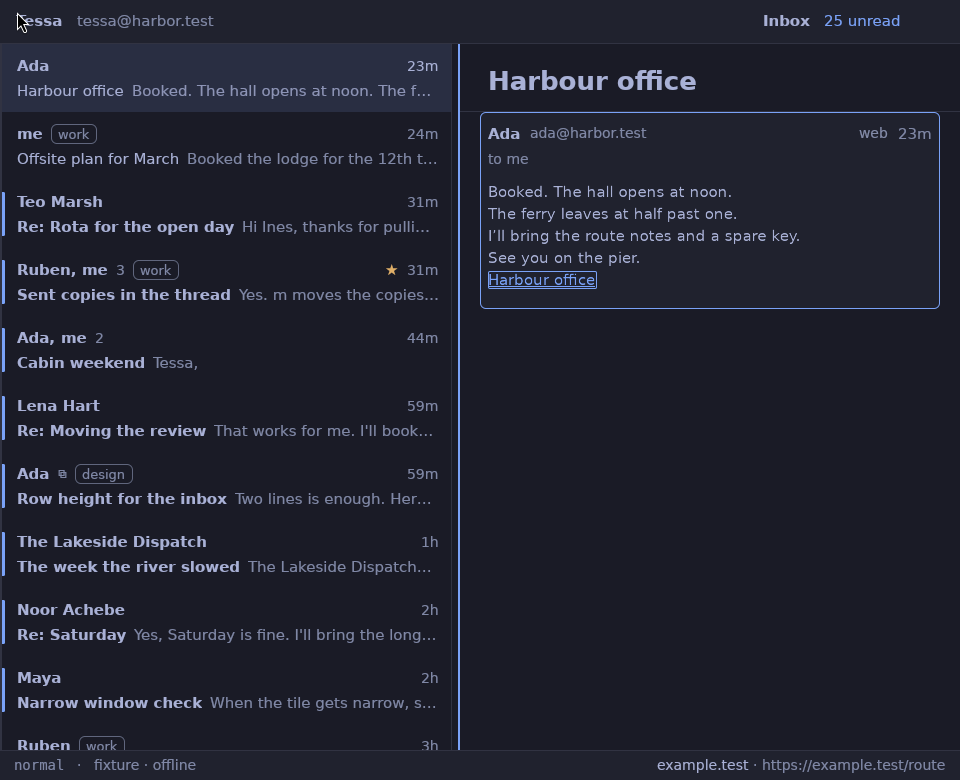 Tessa tessa@harbor.test Inbox 25 unread
Ada 23m
Harbour office Booked. The hall opens at noon. The f…
me work 24m
Offsite plan for March Booked the lodge for the 12th t…
Teo Marsh 31m
Re: Rota for the open day Hi Ines, thanks for pulli…
Ruben, me 3 work ★ 31m
Sent copies in the thread Yes. m moves the copies…
Ada, me 2 44m
Cabin weekend Tessa,
Lena Hart 59m
Re: Moving the review That works for me. I'll book…
Ada ⧉ design 59m
Row height for the inbox Two lines is enough. Her…
The Lakeside Dispatch 1h
The week the river slowed The Lakeside Dispatch…
Noor Achebe 2h
Re: Saturday Yes, Saturday is fine. I'll bring the long…
Maya 2h
Narrow window check When the tile gets narrow, s…
Ruben work 3h
Harbour office
Ada ada@harbor.test web 23m
to me
Booked. The hall opens at noon.
The ferry leaves at half past one.
I’ll bring the route notes and a spare key.
See you on the pier.
Harbour office
normal · fixture · offline example.test · https://example.test/route